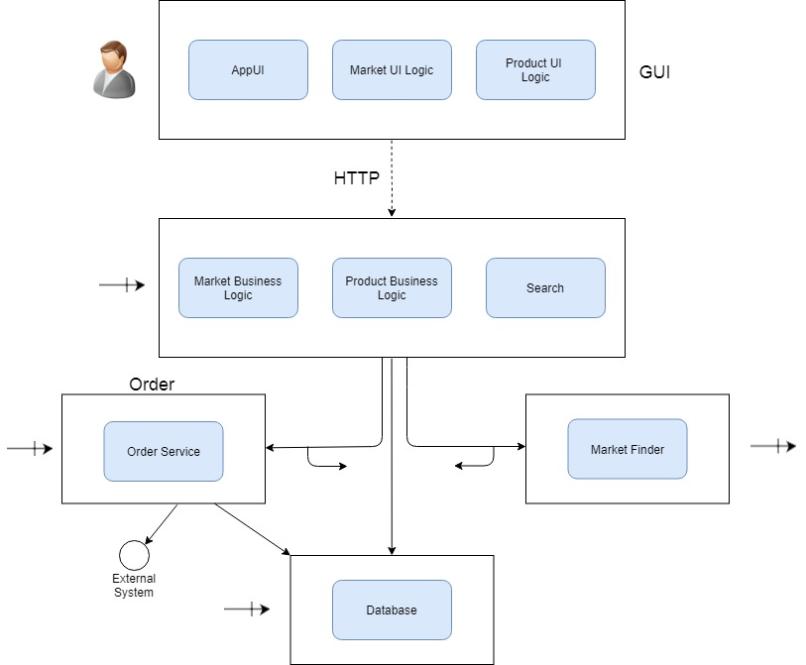 AppUI
Market UI Logic
Product UI
Logic
GUI
HTTP
Market Business
Logic
Product Business
Logic
Search
Order
Order Service
Market Finder
External
System
Database